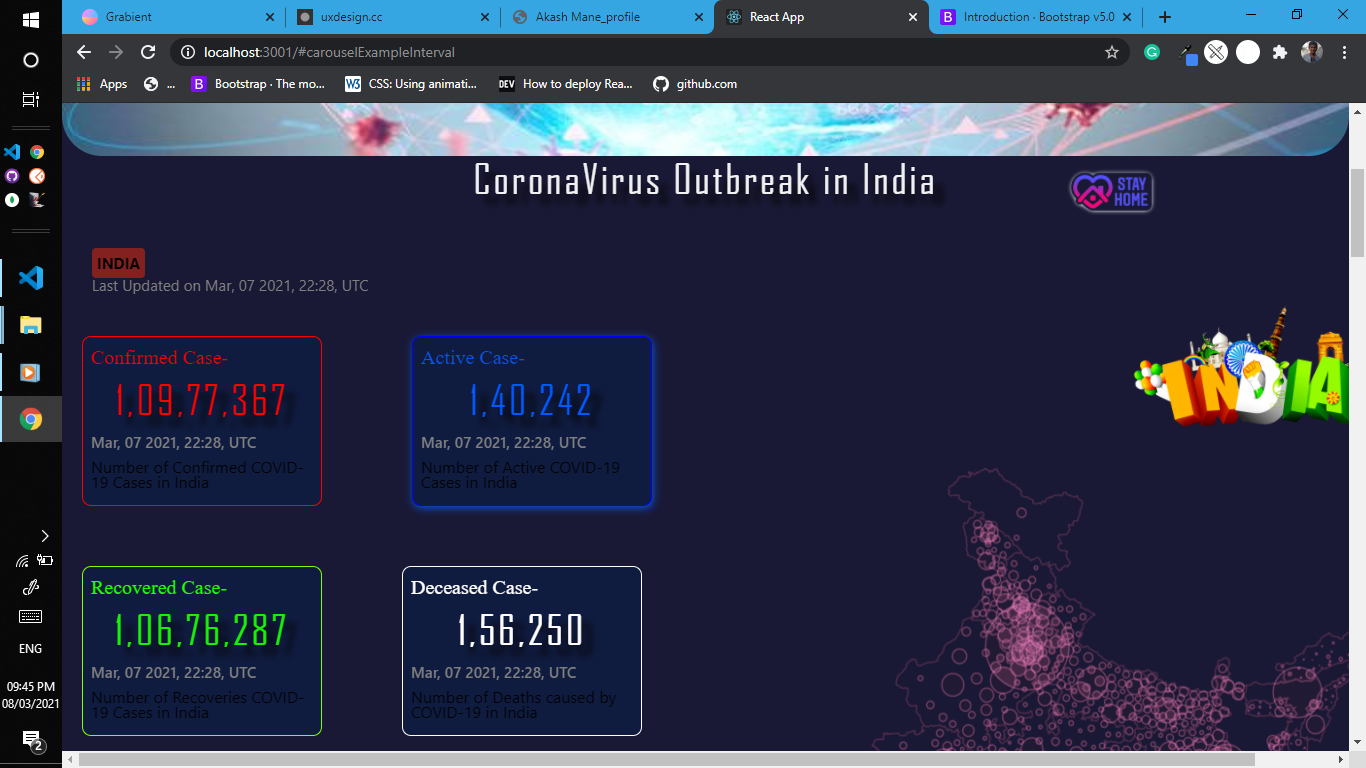 Grabient
uxdesign.cc
Akash Mane_profile
React App
Introduction · Bootstrap v5.0
localhost:3001/#carouselExampleInterval
Apps
...
Bootstrap · The mo...
CSS: Using animati...
How to deploy Rea...
github.com
CoronaVirus Outbreak in India
STAY
HOME
INDIA
Last Updated on Mar, 07 2021, 22:28, UTC
INDIA
Confirmed Case-
1,09,77,367
Mar, 07 2021, 22:28, UTC
Number of Confirmed COVID-
19 Cases in India
Active Case-
1,40,242
Mar, 07 2021, 22:28, UTC
Number of Active COVID-19
Cases in India
Recovered Case-
1,06,76,287
Mar, 07 2021, 22:28, UTC
Number of Recoveries COVID-
19 Cases in India
Deceased Case-
1,56,250
Mar, 07 2021, 22:28, UTC
Number of Deaths caused by
COVID-19 in India
ENG
09:45 PM
08/03/2021
2